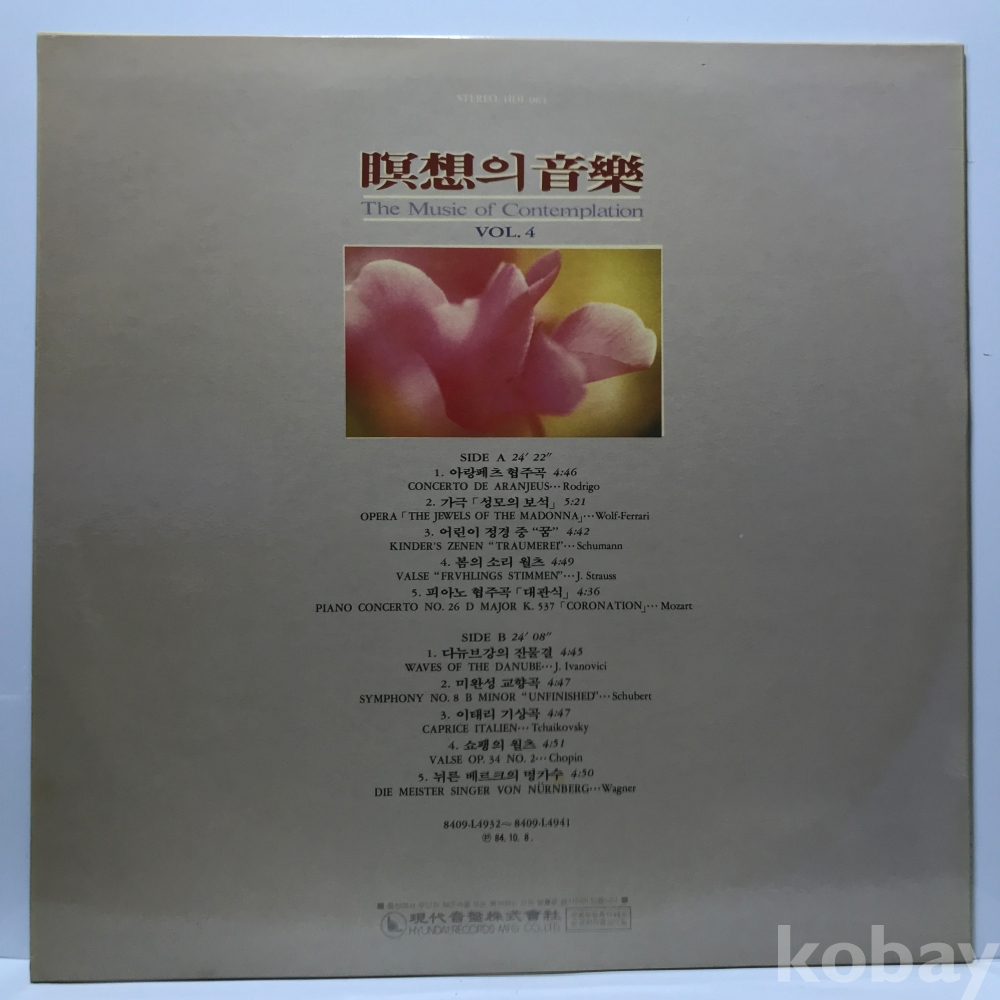 STEREO/HDI
瞑想의 音樂
The Music of Contemplation
VOL. 4
SIDE A 24′ 22″
1. 아랑페츠 협주곡 4:46
CONCERTO DE ARANJEUS…Rodrigo
2. 가극「성모의 보석」 5:21
OPERA「THE JEWELS OF THE MADONNA」…Wolf-Ferrari
3. 어린이 정경 중 “꿈” 4:42
KINDER'S ZENEN “TRAUMEREI”…Schumann
4. 봄의 소리 월츠 4:49
VALSE “FRVHLINGS STIMMEN”…J. Strauss
5. 피아노 협주곡「대관식」 4:36
PIANO CONCERTO NO. 26 D MAJOR K. 537「CORONATION」…Mozart
SIDE B 24′ 08″
1. 다뉴브강의 잔물결 4:45
WAVES OF THE DANUBE…J. Ivanovici
2. 미완성 교향곡 4:47
SYMPHONY NO. 8 B MINOR “UNFINISHED”…Schubert
3. 이태리 기상곡 4:47
CAPRICE ITALIEN…Tchaikovsky
4. 쇼팽의 월츠 4:51
VALSE OP. 34 NO. 2…Chopin
5. 뉘른 베르크의 명가수 4:50
DIE MEISTER SINGER VON NÜRNBERG…Wagner
8409-L4932~8409-L4941
℗ 84. 10. 8.
現代音盤株式會社
HYUNDAI RECORDS MFG CO., LTD.
kobay